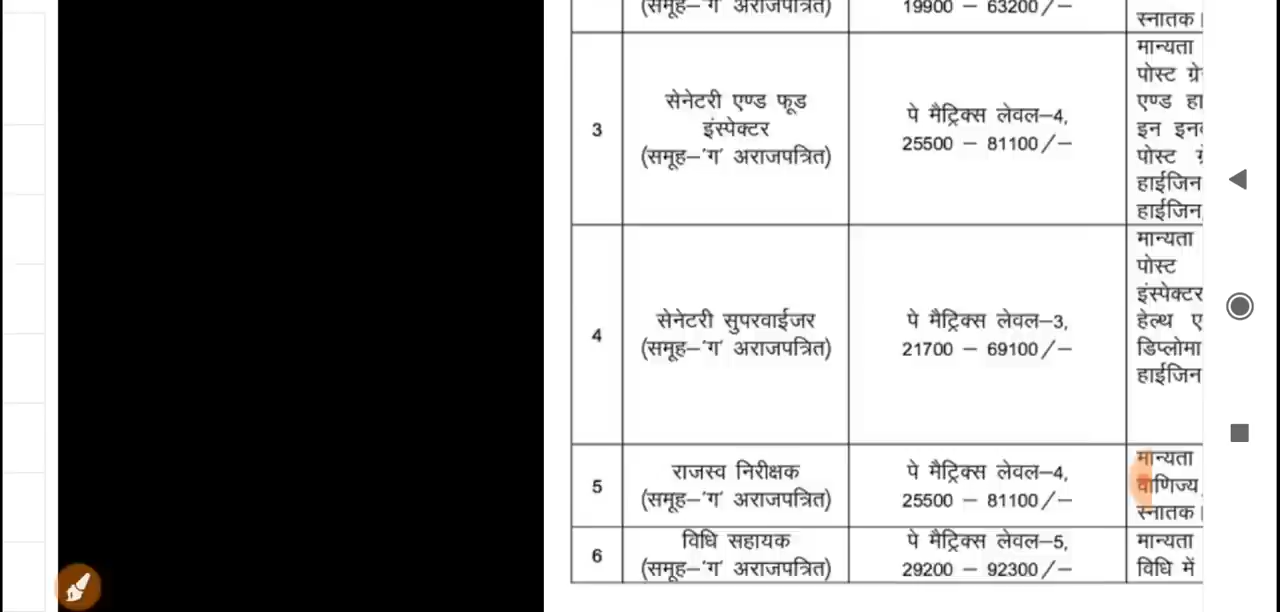 (समूह–'ग' अराजपत्रित)
19900 – 63200/–
स्नातक।
3
सेनेटरी एण्ड फूड
इंस्पेक्टर
(समूह–'ग' अराजपत्रित)
पे मैट्रिक्स लेवल–4,
25500 – 81100/–
मान्यता
पोस्ट
एण्ड हा
इन
पोस्ट
हाईजिन
हाईजिन,
4
सेनेटरी सुपरवाईजर
(समूह–'ग' अराजपत्रित)
पे मैट्रिक्स लेवल–3,
21700 – 69100/–
मान्यता
पोस्ट
इंस्पेक्टर
हेल्थ ए
डिप्लोमा
हाईजिन
5
राजस्व निरीक्षक
(समूह–'ग' अराजपत्रित)
पे मैट्रिक्स लेवल–4,
25500 – 81100/–
मान्यता
वाणिज्य,
स्नातक।
6
विधि सहायक
(समूह–'ग' अराजपत्रित)
पे मैट्रिक्स लेवल–5,
29200 – 92300/–
मान्यता
विधि में